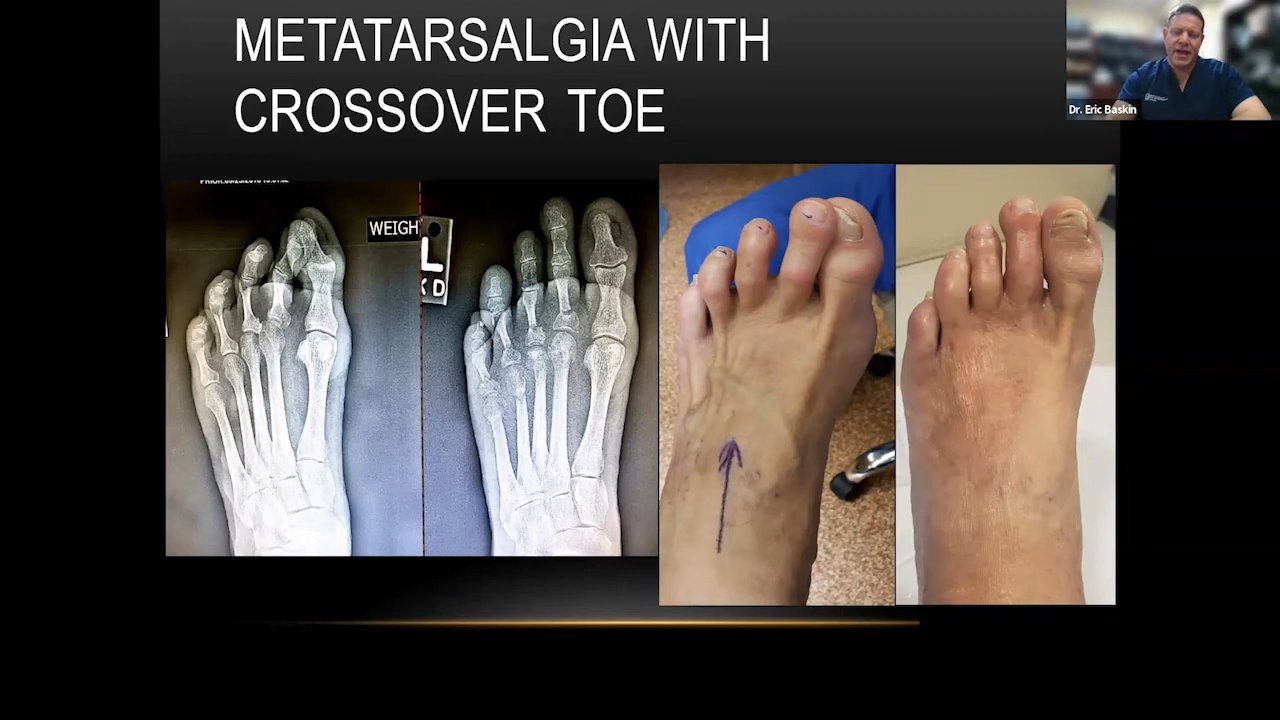 METATARSALGIA WITH
CROSSOVER TOE
Dr. Eric Baskin
WEIGH
L
K D